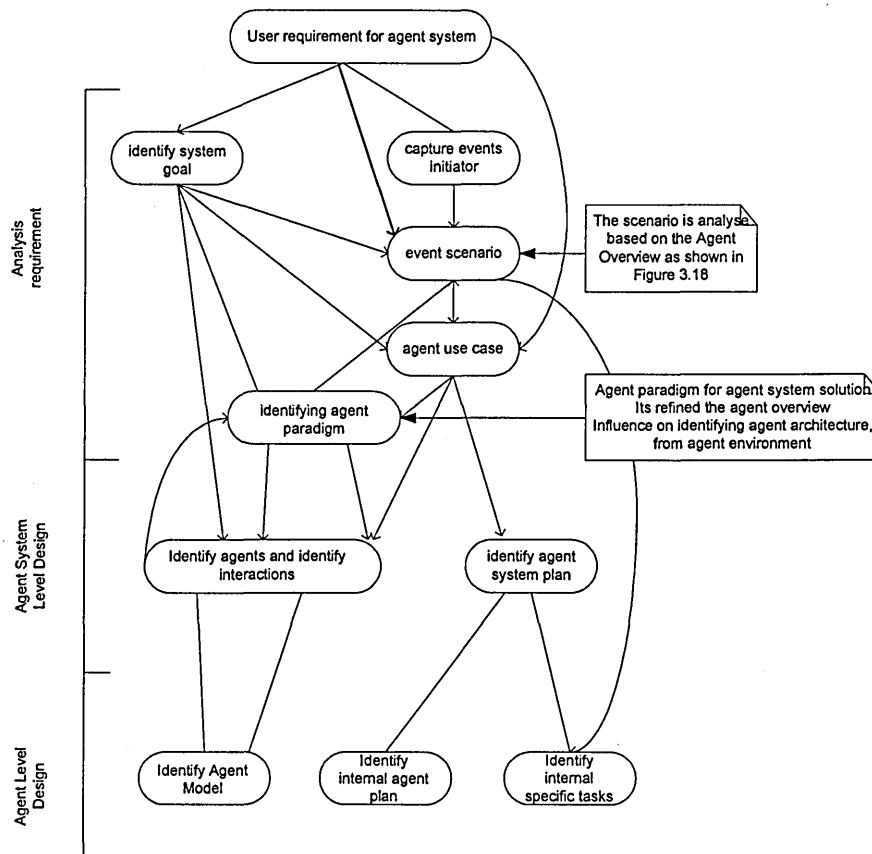 User requirement for agent system
identify system
goal
capture events
initiator
Analysis
requirement
event scenario
The scenario is analyse
based on the Agent
Overview as shown in
Figure 3.18
agent use case
identifying agent
paradigm
Agent paradigm for agent system solution
Its refined the agent overview
Influence on identifying agent architecture,
from agent environment
Agent System
Level Design
Identify agents and identify
interactions
identify agent
system plan
Agent Level
Design
Identify Agent
Model
Identify
internal agent
plan
Identify
internal
specific tasks